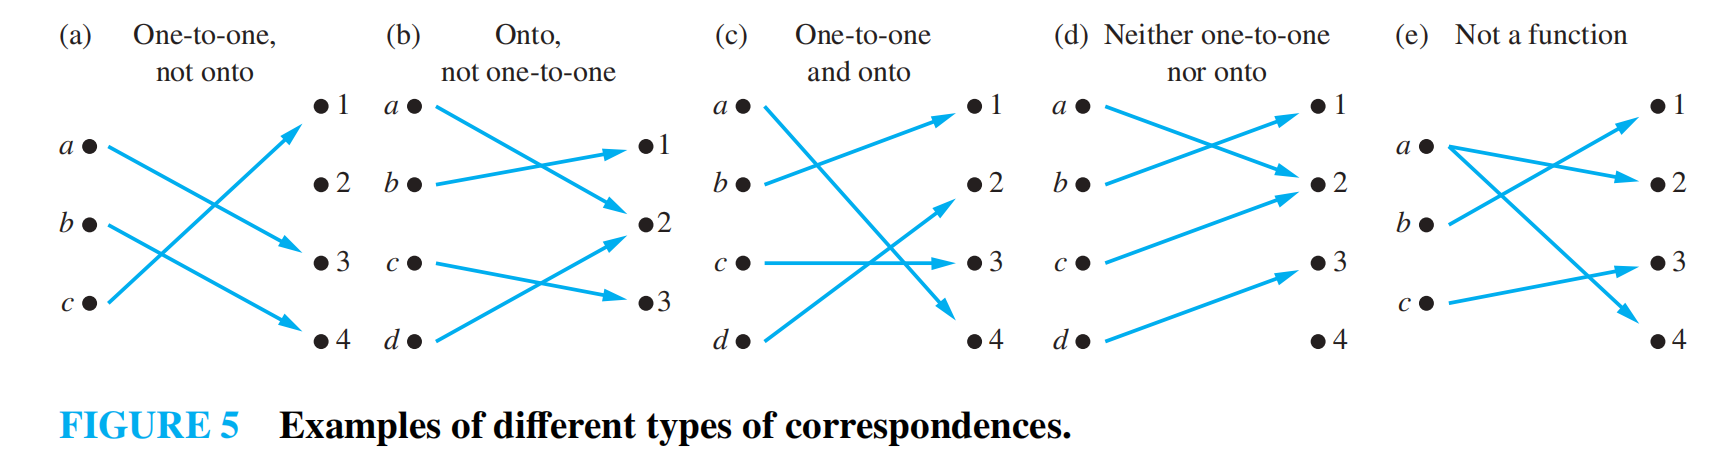 (a) One-to-one,
not onto
1
a
2
b
3
c
4
(b) Onto,
not one-to-one
a
1
b
2
c
3
d
(c) One-to-one
and onto
a
1
b
2
c
3
d
4
(d) Neither one-to-one
nor onto
a
1
b
2
c
3
d
4
(e) Not a function
1
a
2
b
3
c
4
FIGURE 5 Examples of different types of correspondences.